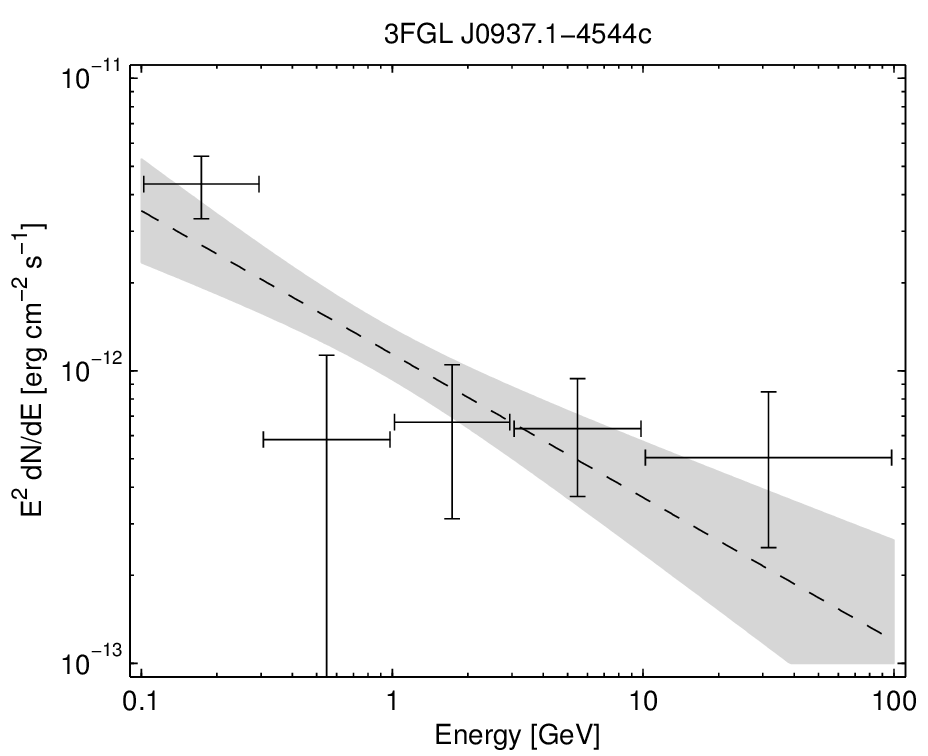 3FGL J0937.1−4544c
10⁻¹¹
10⁻¹²
10⁻¹³
E² dN/dE [erg cm⁻² s⁻¹]
0.1 1 10 100
Energy [GeV]